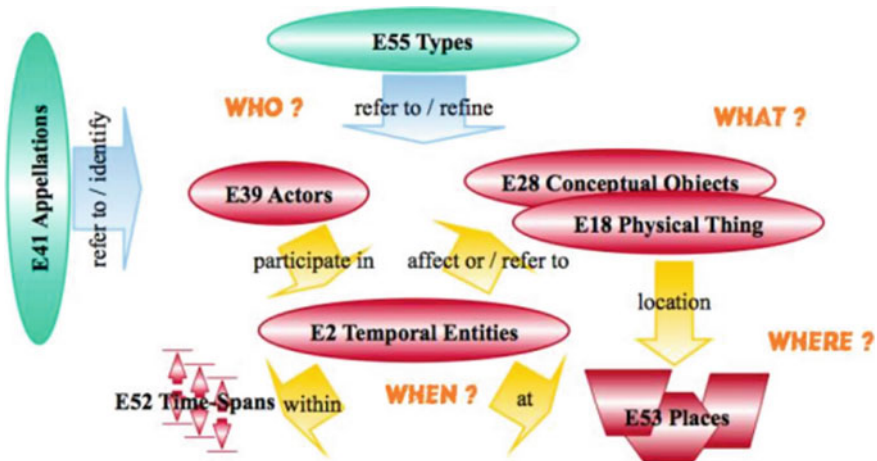 E55 Types
WHO ?
refer to / refine
WHAT ?
E41 Appellations
refer to / identify
E39 Actors
E28 Conceptual Objects
E18 Physical Thing
participate in
affect or / refer to
location
E2 Temporal Entities
WHERE ?
E52 Time-Spans
within
WHEN ?
at
E53 Places